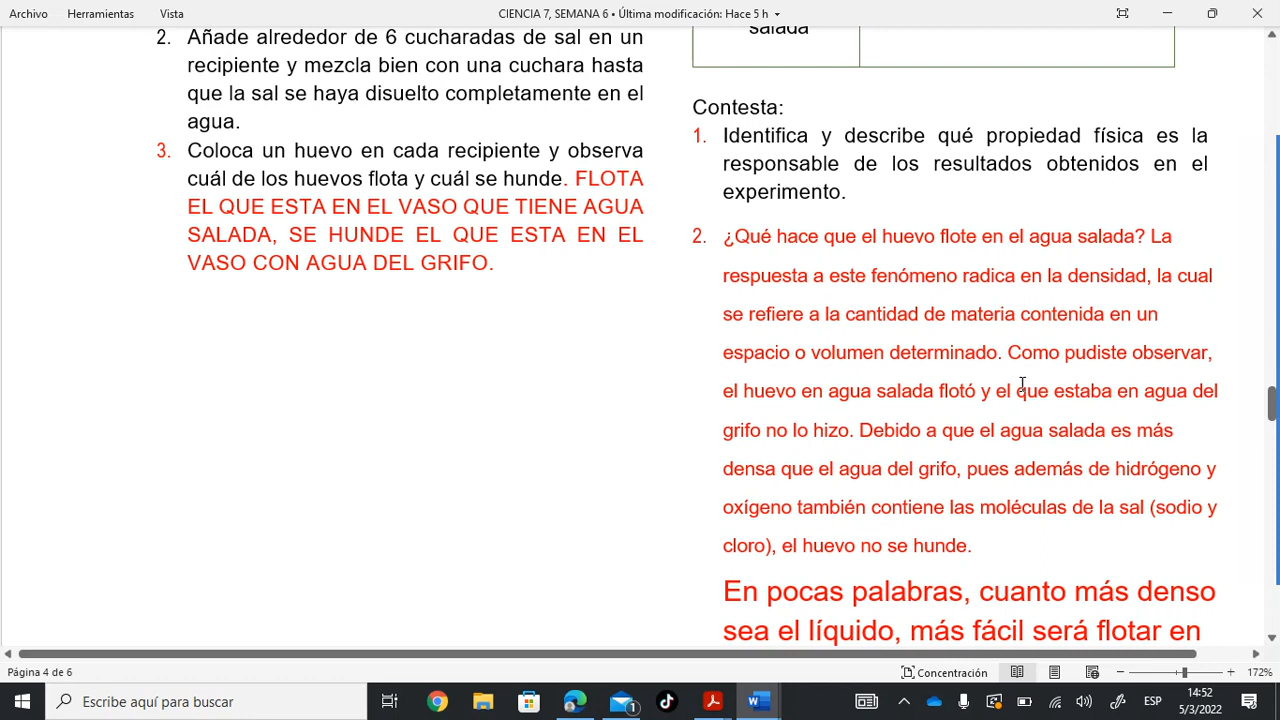 Archivo Herramientas Vista CIENCIA 7, SEMANA 6 • Última modificación: Hace 5 h
2. Añade alrededor de 6 cucharadas de sal en un
recipiente y mezcla bien con una cuchara hasta
que la sal se haya disuelto completamente en el
agua.
3. Coloca un huevo en cada recipiente y observa
cuál de los huevos flota y cuál se hunde. FLOTA
EL QUE ESTA EN EL VASO QUE TIENE AGUA
SALADA, SE HUNDE EL QUE ESTA EN EL
VASO CON AGUA DEL GRIFO.
salada
Contesta:
1. Identifica y describe qué propiedad física es la
responsable de los resultados obtenidos en el
experimento.
2. ¿Qué hace que el huevo flote en el agua salada? La
respuesta a este fenómeno radica en la densidad, la cual
se refiere a la cantidad de materia contenida en un
espacio o volumen determinado. Como pudiste observar,
el huevo en agua salada flotó y el que estaba en agua del
grifo no lo hizo. Debido a que el agua salada es más
densa que el agua del grifo, pues además de hidrógeno y
oxígeno también contiene las moléculas de la sal (sodio y
cloro), el huevo no se hunde.
En pocas palabras, cuanto más denso
sea el líquido, más fácil será flotar en
Página 4 de 6 Concentración 172%
Escribe aquí para buscar 1 ESP 14:52
5/3/2022